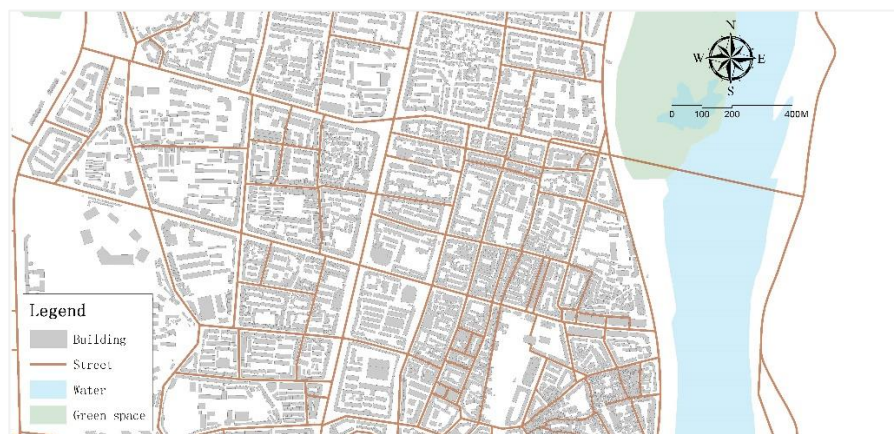 N
W E
S
0 100 200 400M
Legend
Building
Street
Water
Green space